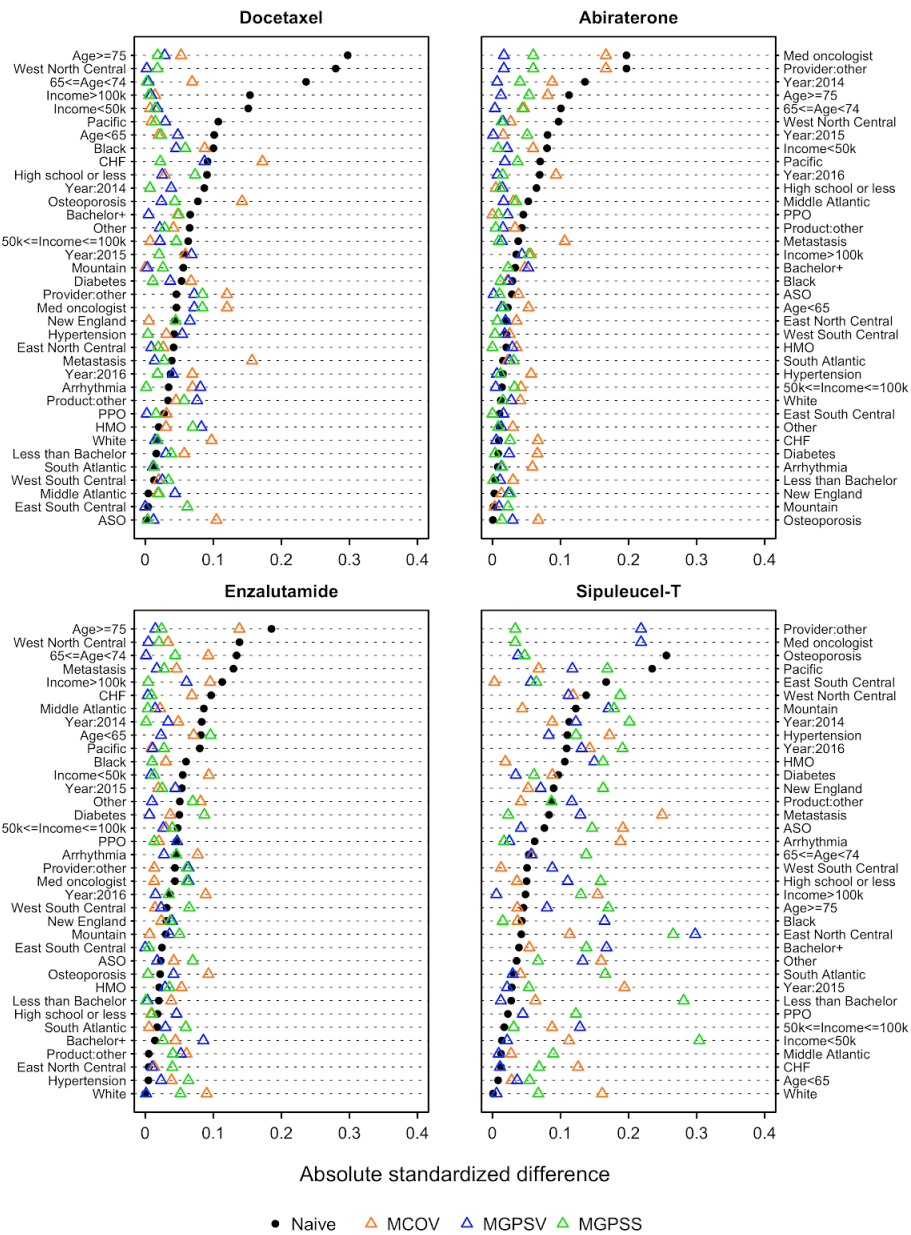 Docetaxel
Age>=75
West North Central
65<=Age<74
Income>100k
Income<50k
Pacific
Age<65
Black
CHF
High school or less
Year:2014
Osteoporosis
Bachelor+
Other
50k<=Income<=100k
Year:2015
Mountain
Diabetes
Provider:other
Med oncologist
New England
Hypertension
East North Central
Metastasis
Year:2016
Arrhythmia
Product:other
PPO
HMO
White
Less than Bachelor
South Atlantic
West South Central
Middle Atlantic
East South Central
ASO
0 0.1 0.2 0.3 0.4
Abiraterone
Med oncologist
Provider:other
Year:2014
Age>=75
65<=Age<74
West North Central
Year:2015
Income<50k
Pacific
Year:2016
High school or less
Middle Atlantic
PPO
Product:other
Metastasis
Income>100k
Bachelor+
Black
ASO
Age<65
East North Central
West South Central
HMO
South Atlantic
Hypertension
50k<=Income<=100k
White
East South Central
Other
CHF
Diabetes
Arrhythmia
Less than Bachelor
New England
Mountain
Osteoporosis
0 0.1 0.2 0.3 0.4
Enzalutamide
Age>=75
West North Central
65<=Age<74
Metastasis
Income>100k
CHF
Middle Atlantic
Year:2014
Age<65
Pacific
Black
Income<50k
Year:2015
Other
Diabetes
50k<=Income<=100k
PPO
Arrhythmia
Provider:other
Med oncologist
Year:2016
West South Central
New England
Mountain
East South Central
ASO
Osteoporosis
HMO
Less than Bachelor
High school or less
South Atlantic
Bachelor+
Product:other
East North Central
Hypertension
White
0 0.1 0.2 0.3 0.4
Sipuleucel-T
Provider:other
Med oncologist
Osteoporosis
Pacific
East South Central
West North Central
Mountain
Year:2014
Hypertension
Year:2016
HMO
Diabetes
New England
Product:other
Metastasis
ASO
Arrhythmia
65<=Age<74
West South Central
High school or less
Income>100k
Age>=75
Black
East North Central
Bachelor+
Other
South Atlantic
Year:2015
Less than Bachelor
PPO
50k<=Income<=100k
Income<50k
Middle Atlantic
CHF
Age<65
White
0 0.1 0.2 0.3 0.4
Absolute standardized difference
Naive MCOV MGPSV MGPSS